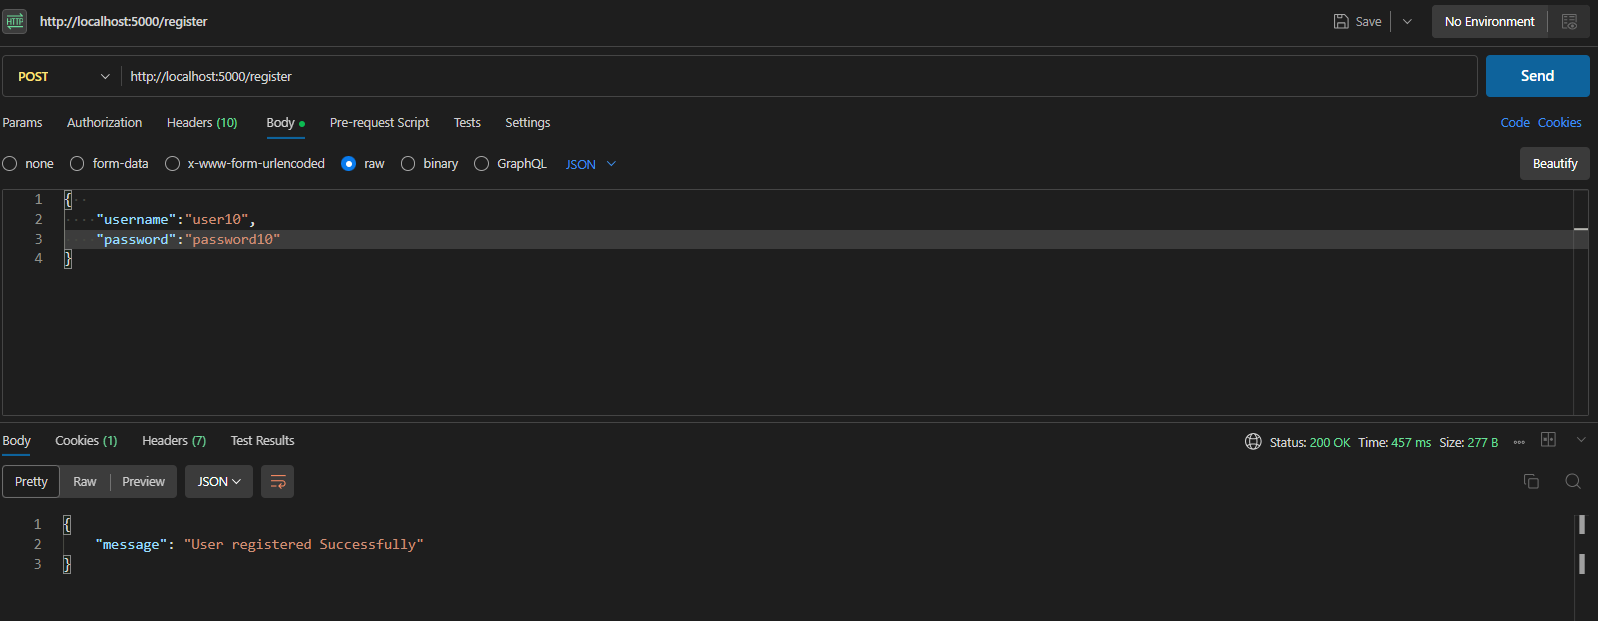 HTTP http://localhost:5000/register Save No Environment
POST http://localhost:5000/register Send
Params Authorization Headers (10) Body Pre-request Script Tests Settings Code Cookies
none form-data x-www-form-urlencoded raw binary GraphQL JSON Beautify
1 {
2 "username":"user10",
3 "password":"password10"
4 }
Body Cookies (1) Headers (7) Test Results Status: 200 OK Time: 457 ms Size: 277 B
Pretty Raw Preview JSON
1 {
2 "message": "User registered Successfully"
3 }